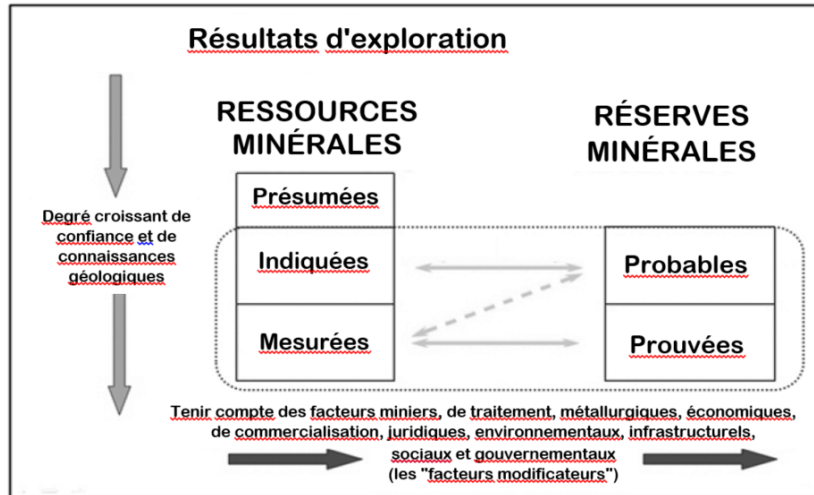 Résultats d'exploration
RESSOURCES
MINÉRALES
RÉSERVES
MINÉRALES
Présumées
Degré croissant de
confiance et de
connaissances
géologiques
Indiquées
Probables
Mesurées
Prouvées
Tenir compte des facteurs miniers, de traitement, métallurgiques, économiques,
de commercialisation, juridiques, environnementaux, infrastructurels,
sociaux et gouvernementaux
(les "facteurs modificateurs")